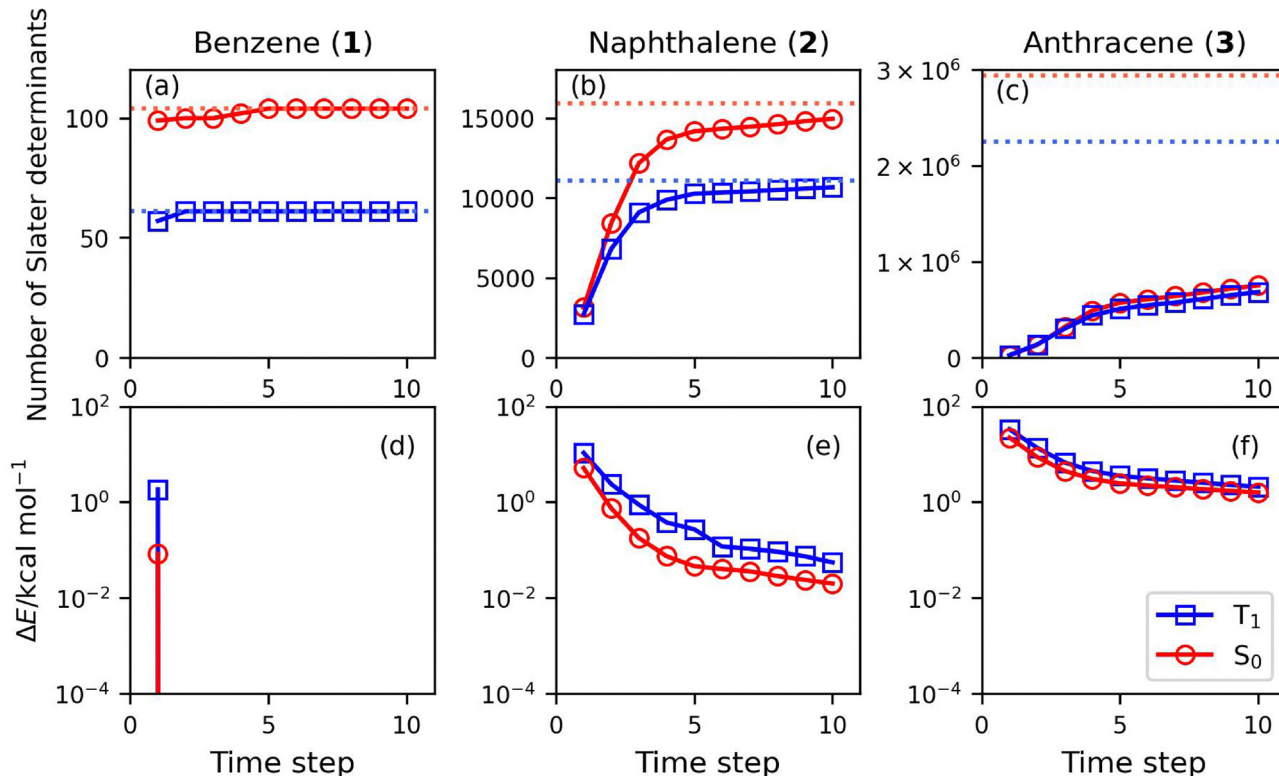 Benzene (1)
Naphthalene (2)
Anthracene (3)
Number of Slater determinants
(a)
100
50
0
0
5
10
(b)
15000
10000
5000
0
0
5
10
(c)
3 × 10⁶
2 × 10⁶
1 × 10⁶
0
0
5
10
ΔE/kcal mol⁻¹
(d)
10²
10⁰
10⁻²
10⁻⁴
0
5
10
Time step
(e)
10²
10⁰
10⁻²
10⁻⁴
0
5
10
Time step
(f)
10²
10⁰
10⁻²
10⁻⁴
T₁
S₀
0
5
10
Time step